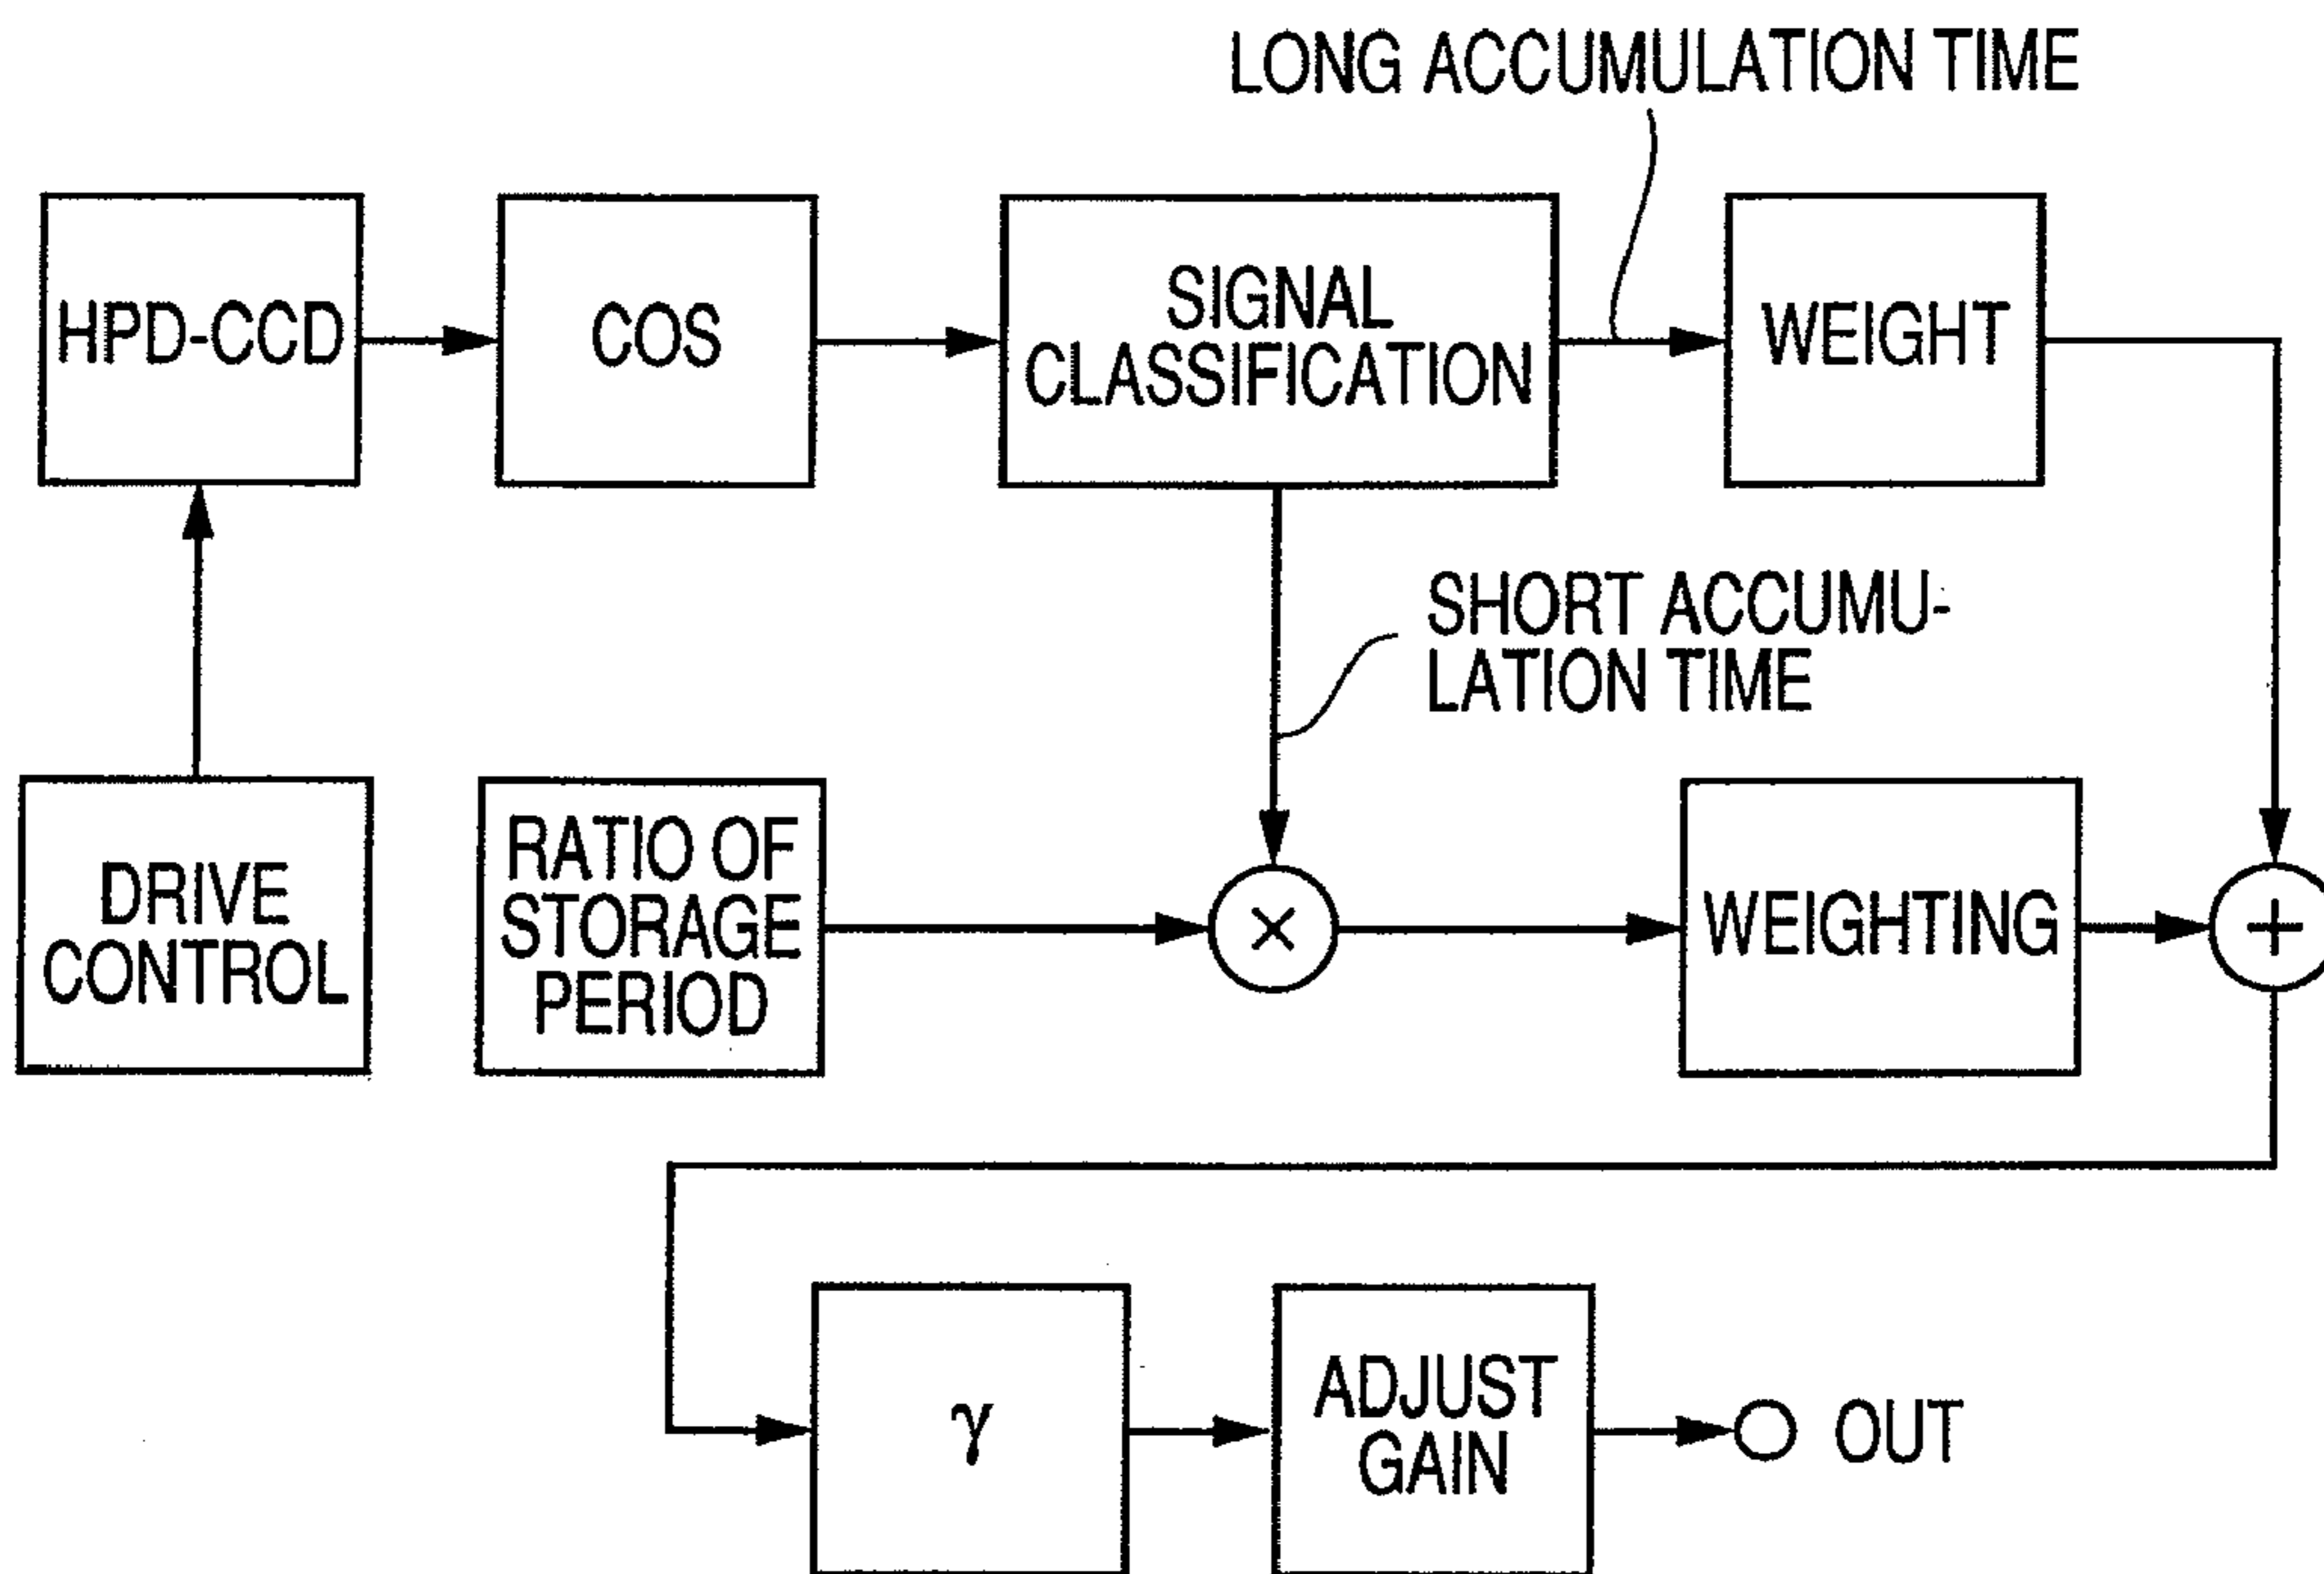 LONG ACCUMULATION TIME
HPD-CCD
COS
SIGNAL
CLASSIFICATION
WEIGHT
SHORT ACCUMU-
LATION TIME
DRIVE
CONTROL
RATIO OF
STORAGE
PERIOD
×
WEIGHTING
+
γ
ADJUST
GAIN
OUT